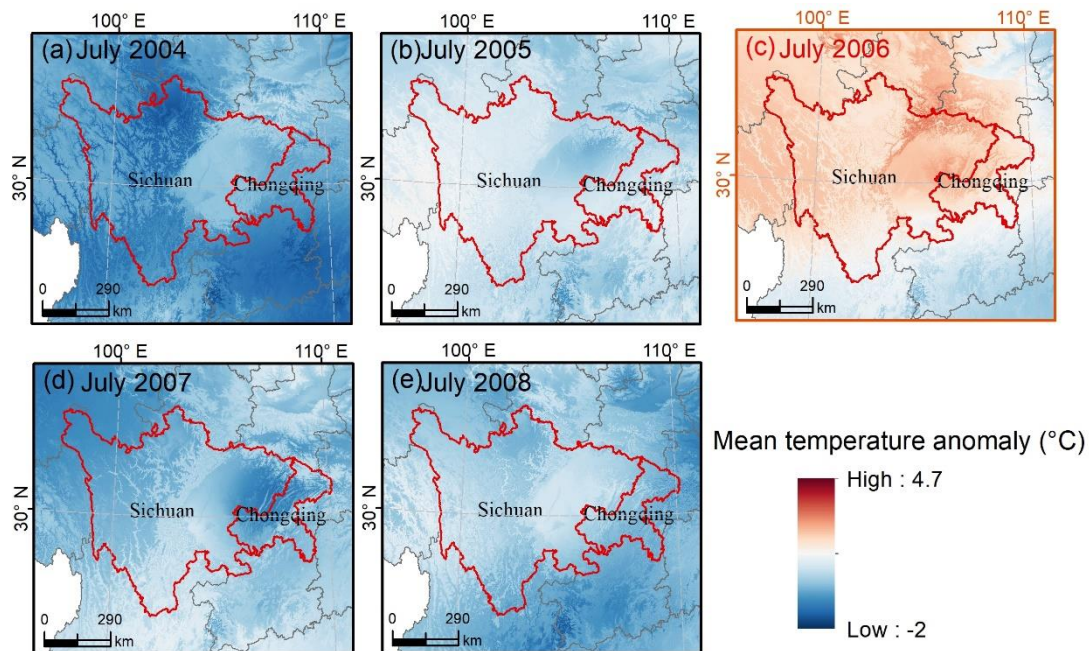 100° E 110° E
(a) July 2004
30° N
Sichuan
Chongqing
0 290
km
100° E 110° E
(b) July 2005
30° N
Sichuan
Chongqing
0 290
km
100° E 110° E
(c) July 2006
30° N
Sichuan
Chongqing
0 290
km
100° E 110° E
(d) July 2007
30° N
Sichuan
Chongqing
0 290
km
100° E 110° E
(e) July 2008
30° N
Sichuan
Chongqing
0 290
km
Mean temperature anomaly (°C)
High : 4.7
Low : -2